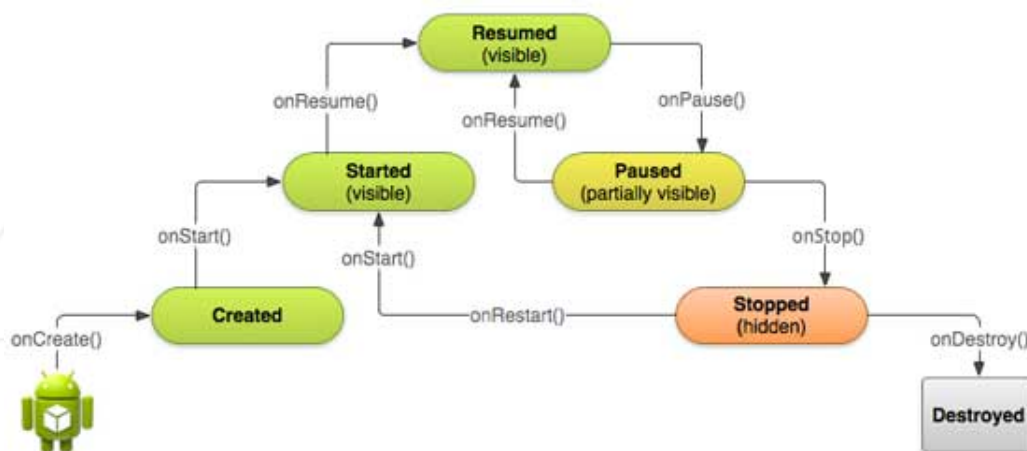 Resumed
(visible)
onResume()
onResume()
onPause()
Started
(visible)
Paused
(partially visible)
onStart()
onStart()
onStop()
Created
onRestart()
Stopped
(hidden)
onCreate()
onDestroy()
Destroyed